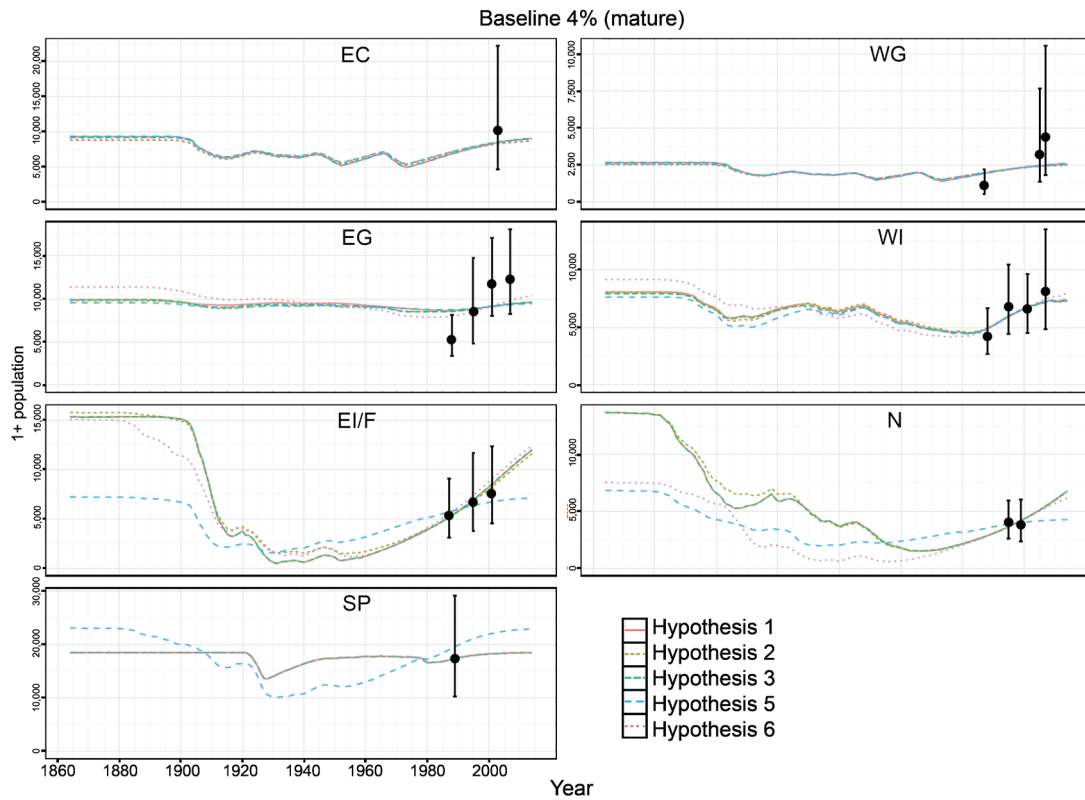 Baseline 4% (mature)
EC
20,000
15,000
10,000
5,000
0
WG
10,000
7,500
5,000
2,500
0
EG
15,000
10,000
5,000
0
WI
10,000
5,000
0
1+ population
EI/F
15,000
10,000
5,000
0
N
10,000
5,000
0
SP
30,000
20,000
10,000
0
1860 1880 1900 1920 1940 1960 1980 2000
Year
Hypothesis 1
Hypothesis 2
Hypothesis 3
Hypothesis 5
Hypothesis 6